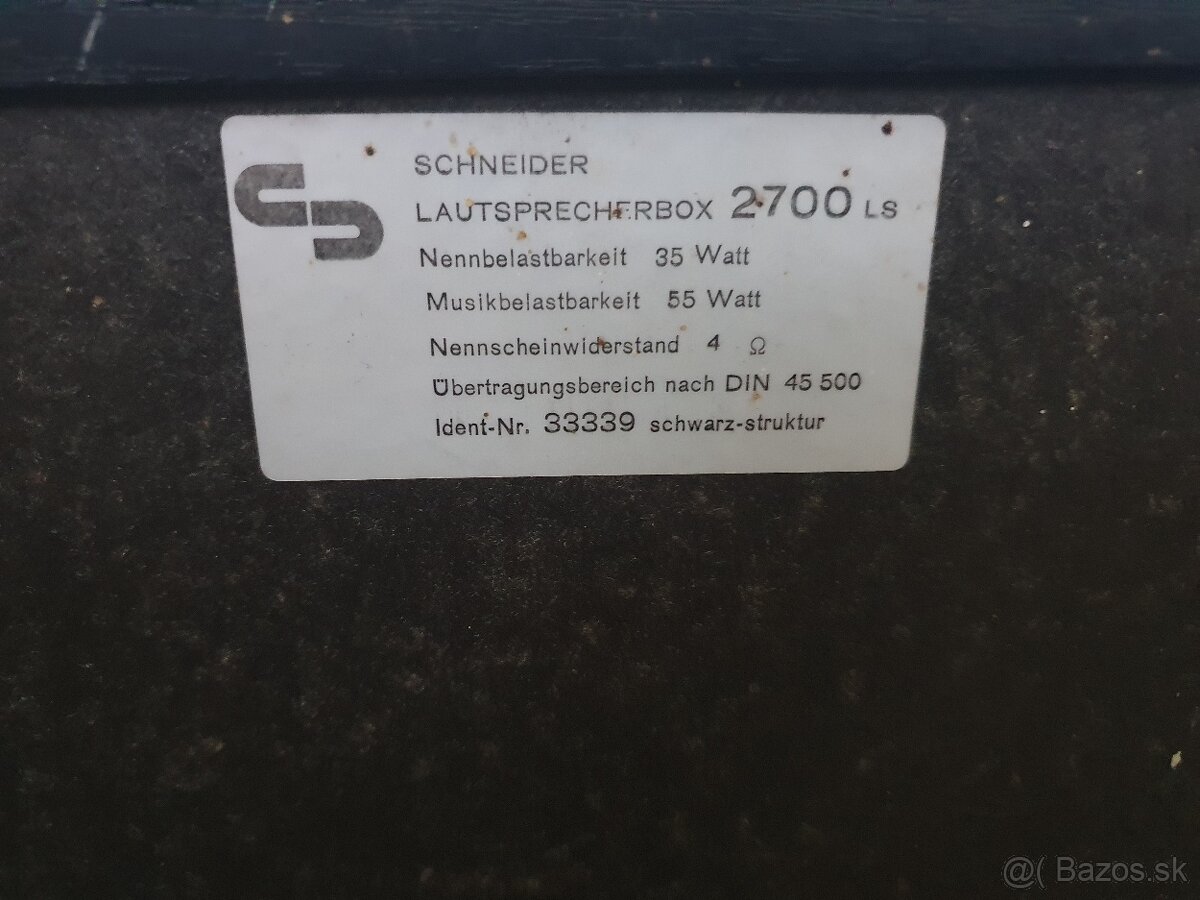 SCHNEIDER
LAUTSPRECHERBOX 2700 LS
Nennbelastbarkeit 35 Watt
Musikbelastbarkeit 55 Watt
Nennscheinwiderstand 4 Ω
Übertragungsbereich nach DIN 45 500
Ident-Nr. 33339 schwarz-struktur
@( Bazos.sk